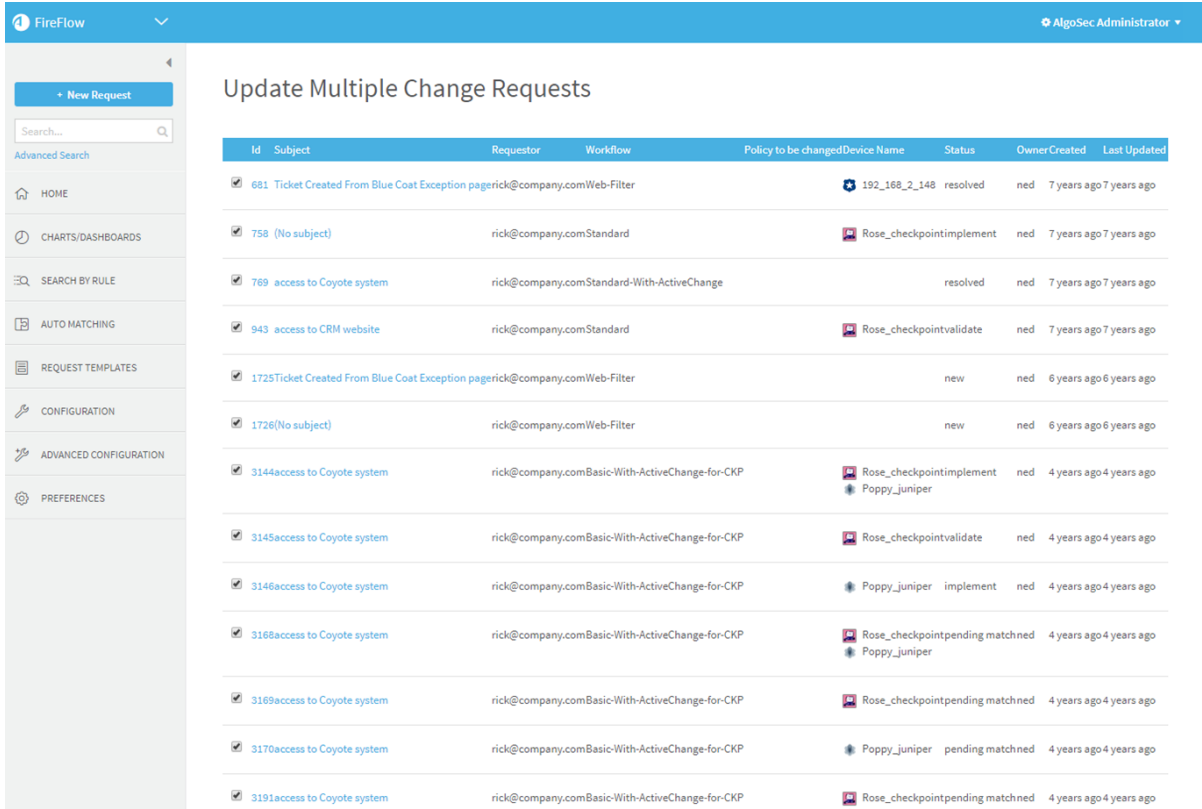 FireFlow
AlgoSec Administrator
+ New Request
Search...
Advanced Search
HOME
CHARTS/DASHBOARDS
SEARCH BY RULE
AUTO MATCHING
REQUEST TEMPLATES
CONFIGURATION
ADVANCED CONFIGURATION
PREFERENCES
Update Multiple Change Requests
Id Subject Requestor Workflow Policy to be changed Device Name Status Owner Created Last Updated
681 Ticket Created From Blue Coat Exception page rick@company.com Web-Filter 192_168_2_148 resolved ned 7 years ago 7 years ago
758 (No subject) rick@company.com Standard Rose_checkpoint implement ned 7 years ago 7 years ago
769 access to Coyote system rick@company.com Standard-With-ActiveChange resolved ned 7 years ago 7 years ago
943 access to CRM website rick@company.com Standard Rose_checkpoint validate ned 7 years ago 7 years ago
1725 Ticket Created From Blue Coat Exception page rick@company.com Web-Filter new ned 6 years ago 6 years ago
1726 (No subject) rick@company.com Web-Filter new ned 6 years ago 6 years ago
3144 access to Coyote system rick@company.com Basic-With-ActiveChange-for-CKP Rose_checkpoint implement ned 4 years ago 4 years ago
Poppy_juniper
3145 access to Coyote system rick@company.com Basic-With-ActiveChange-for-CKP Rose_checkpoint validate ned 4 years ago 4 years ago
3146 access to Coyote system rick@company.com Basic-With-ActiveChange-for-CKP Poppy_juniper implement ned 4 years ago 4 years ago
3168 access to Coyote system rick@company.com Basic-With-ActiveChange-for-CKP Rose_checkpoint pending match ned 4 years ago 4 years ago
Poppy_juniper
3169 access to Coyote system rick@company.com Basic-With-ActiveChange-for-CKP Rose_checkpoint pending match ned 4 years ago 4 years ago
3170 access to Coyote system rick@company.com Basic-With-ActiveChange-for-CKP Poppy_juniper pending match ned 4 years ago 4 years ago
3191 access to Coyote system rick@company.com Basic-With-ActiveChange-for-CKP Rose_checkpoint pending match ned 4 years ago 4 years ago